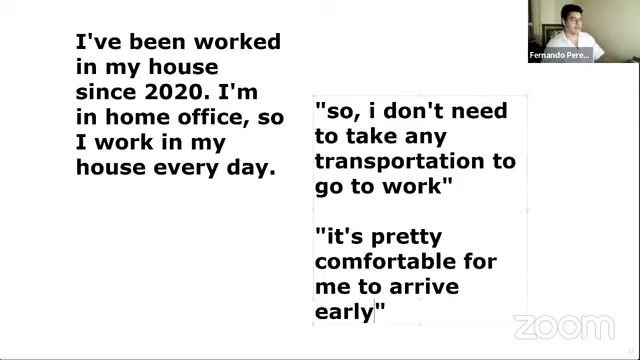 I've been worked
in my house
since 2020. I'm
in home office, so
I work in my
house every day.
"so, i don't need
to take any
transportation to
go to work"
"it's pretty
comfortable for
me to arrive
early"
Fernando Pere...
zoom